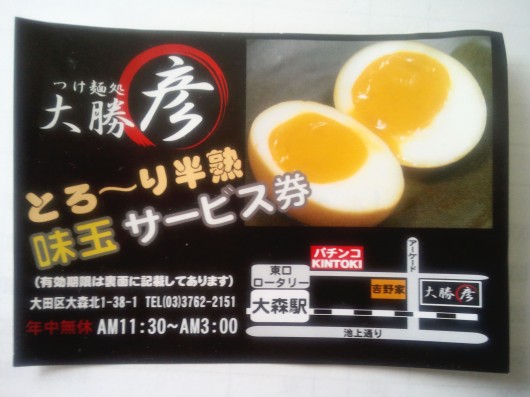 つけ麺処
大勝
彦
とろ～り半熟
味玉 サービス券
(有効期限は裏面に記載してあります)
大田区大森北1-38-1 TEL(03)3762-2151
年中無休 AM11:30～AM3:00
パチンコ
KINTOKI
東口
ロータリー
大森駅
アーケード
吉野家
大勝彦
池上通り